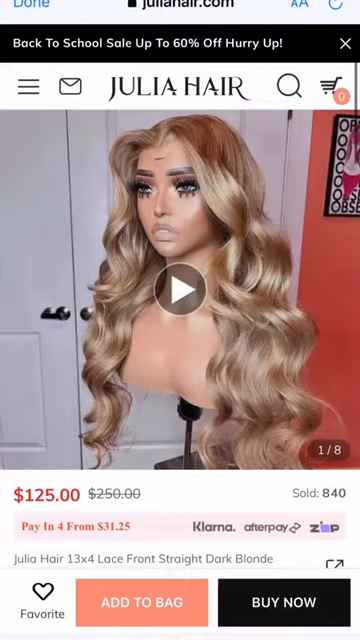 Done
juliahair.com
AA
Back To School Sale Up To 60% Off Hurry Up!
JULIA HAIR
0
OBSE
1 / 8
$125.00 $250.00 Sold: 840
Pay In 4 From $31.25 Klarna. afterpay zip
Julia Hair 13x4 Lace Front Straight Dark Blonde
Favorite
ADD TO BAG
BUY NOW